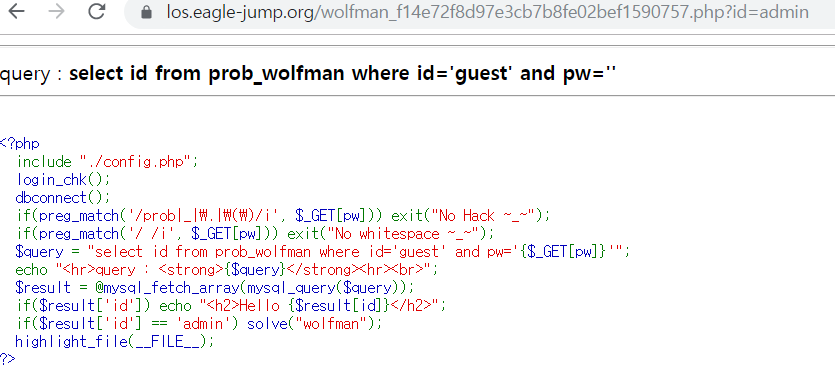 los.eagle-jump.org/wolfman_f14e72f8d97e3cb7b8fe02bef1590757.php?id=admin
query : select id from prob_wolfman where id='guest' and pw=''
<?php
  include "./config.php";
  login_chk();
  dbconnect();
  if(preg_match('/prob|_|₩.|₩(₩)/i', $_GET[pw])) exit("No Hack ~_~");
  if(preg_match('/ /i', $_GET[pw])) exit("No whitespace ~_~");
  $query = "select id from prob_wolfman where id='guest' and pw='{$_GET[pw]}'";
  echo "<hr>query : <strong>{$query}</strong><hr><br>";
  $result = @mysql_fetch_array(mysql_query($query));
  if($result['id']) echo "<h2>Hello {$result[id]}</h2>";
  if($result['id'] == 'admin') solve("wolfman");
  highlight_file(__FILE__);
?>